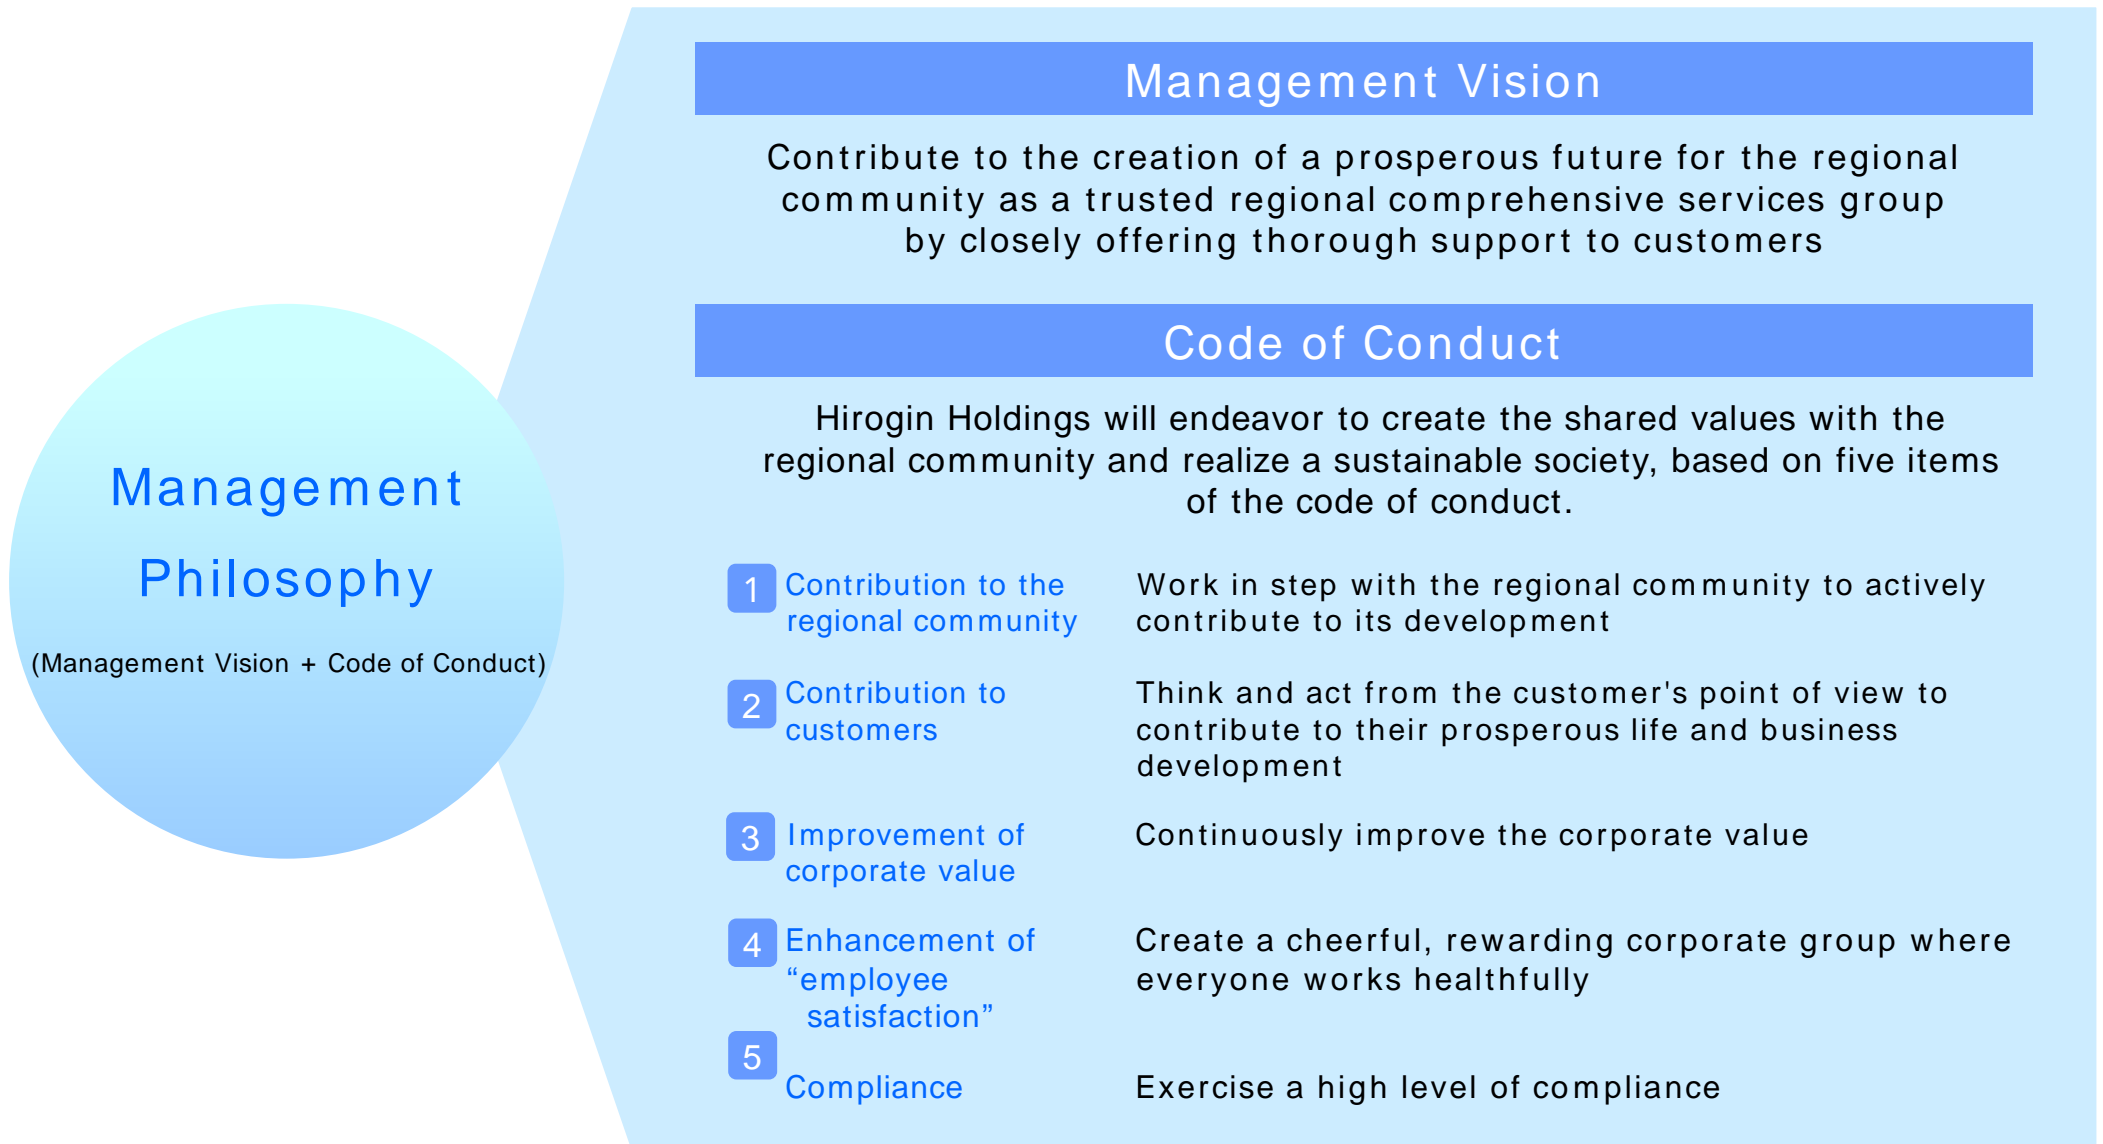 Management Vision
Contribute to the creation of a prosperous future for the regional
community as a trusted regional comprehensive services group
by closely offering thorough support to customers
Code of Conduct
Hirogin Holdings will endeavor to create the shared values with the
regional community and realize a sustainable society, based on five items
of the code of conduct.
Management
Philosophy
(Management Vision + Code of Conduct)
1 Contribution to the
regional community
Work in step with the regional community to actively
contribute to its development
2 Contribution to
customers
Think and act from the customer's point of view to
contribute to their prosperous life and business
development
3 Improvement of
corporate value
Continuously improve the corporate value
4 Enhancement of
“employee
satisfaction”
Create a cheerful, rewarding corporate group where
everyone works healthfully
5
Compliance
Exercise a high level of compliance